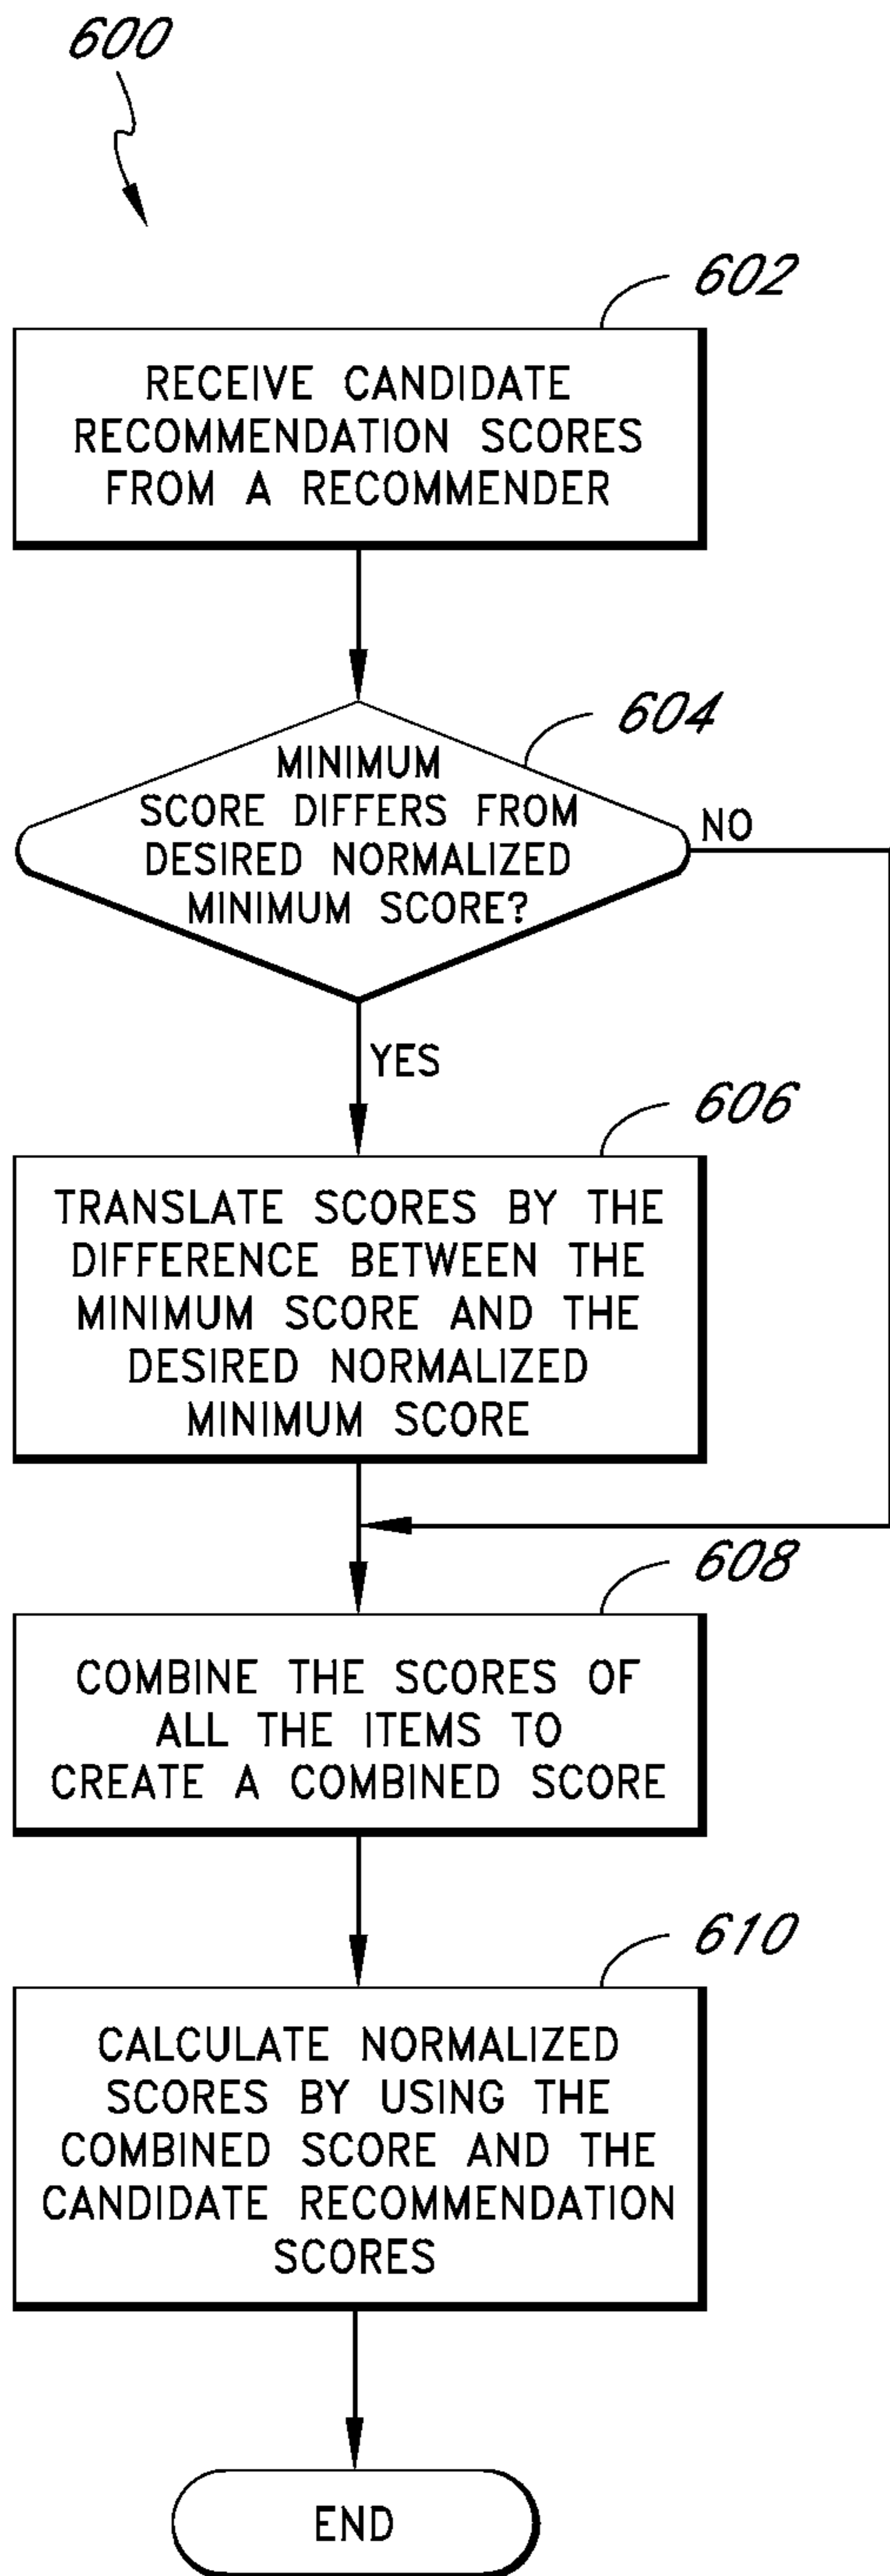 600
602
RECEIVE CANDIDATE
RECOMMENDATION SCORES
FROM A RECOMMENDER
604
MINIMUM
SCORE DIFFERS FROM
DESIRED NORMALIZED
MINIMUM SCORE?
NO
YES
606
TRANSLATE SCORES BY THE
DIFFERENCE BETWEEN THE
MINIMUM SCORE AND THE
DESIRED NORMALIZED
MINIMUM SCORE
608
COMBINE THE SCORES OF
ALL THE ITEMS TO
CREATE A COMBINED SCORE
610
CALCULATE NORMALIZED
SCORES BY USING THE
COMBINED SCORE AND THE
CANDIDATE RECOMMENDATION
SCORES
END